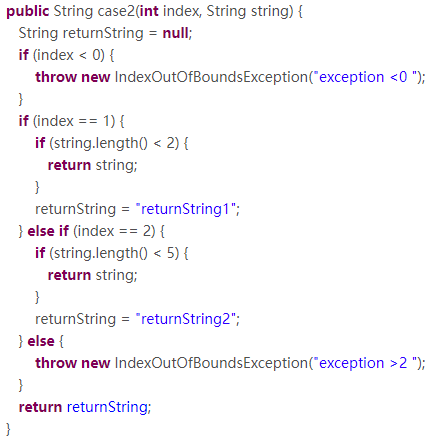 public String case2(int index, String string) {
String returnString = null;
if (index < 0) {
throw new IndexOutOfBoundsException("exception <0 ");
}
if (index == 1) {
if (string.length() < 2) {
return string;
}
returnString = "returnString1";
} else if (index == 2) {
if (string.length() < 5) {
return string;
}
returnString = "returnString2";
} else {
throw new IndexOutOfBoundsException("exception >2 ");
}
return returnString;
}